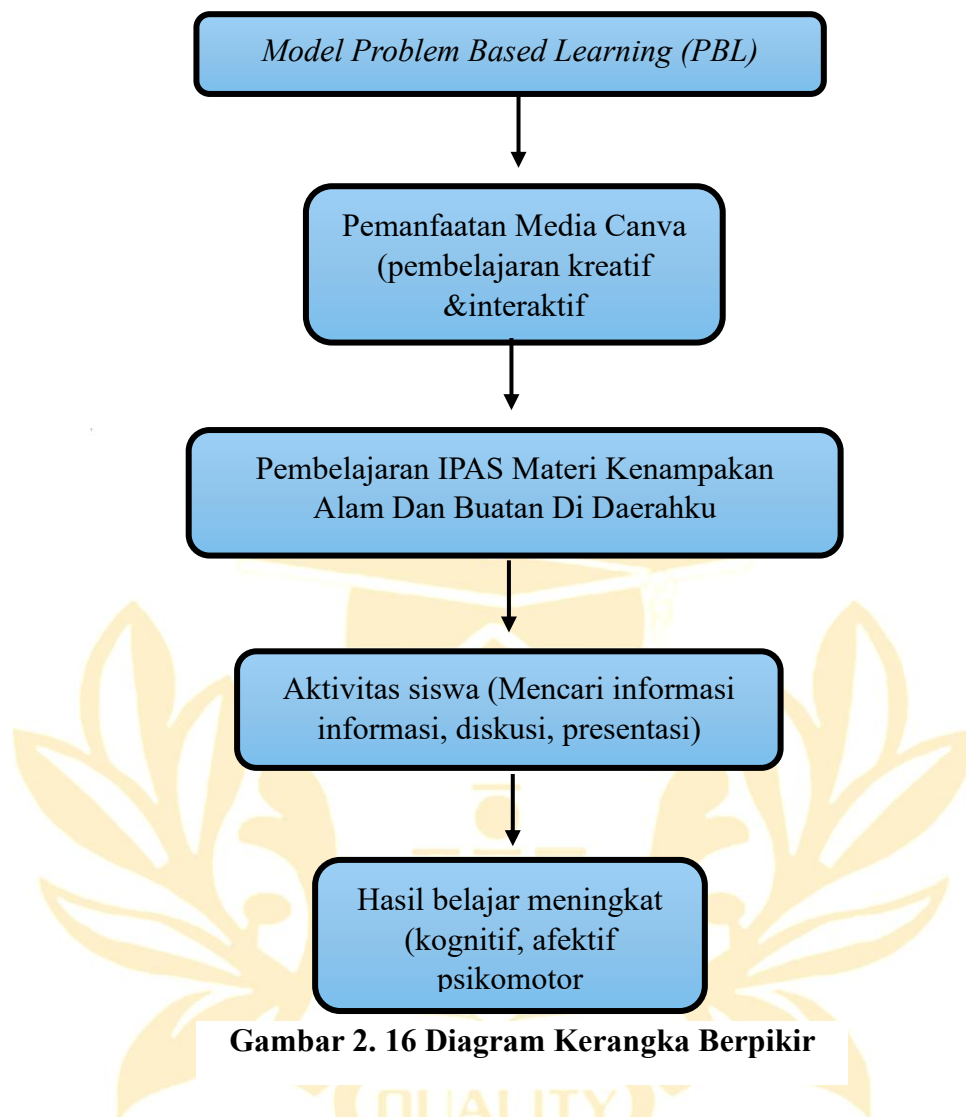 Model Problem Based Learning (PBL)
Pemanfaatan Media Canva
(pembelajaran kreatif
&interaktif
Pembelajaran IPAS Materi Kenampakan
Alam Dan Buatan Di Daerahku
Aktivitas siswa (Mencari informasi
informasi, diskusi, presentasi)
Hasil belajar meningkat
(kognitif, afektif
psikomotor
Gambar 2. 16 Diagram Kerangka Berpikir
QUALITY